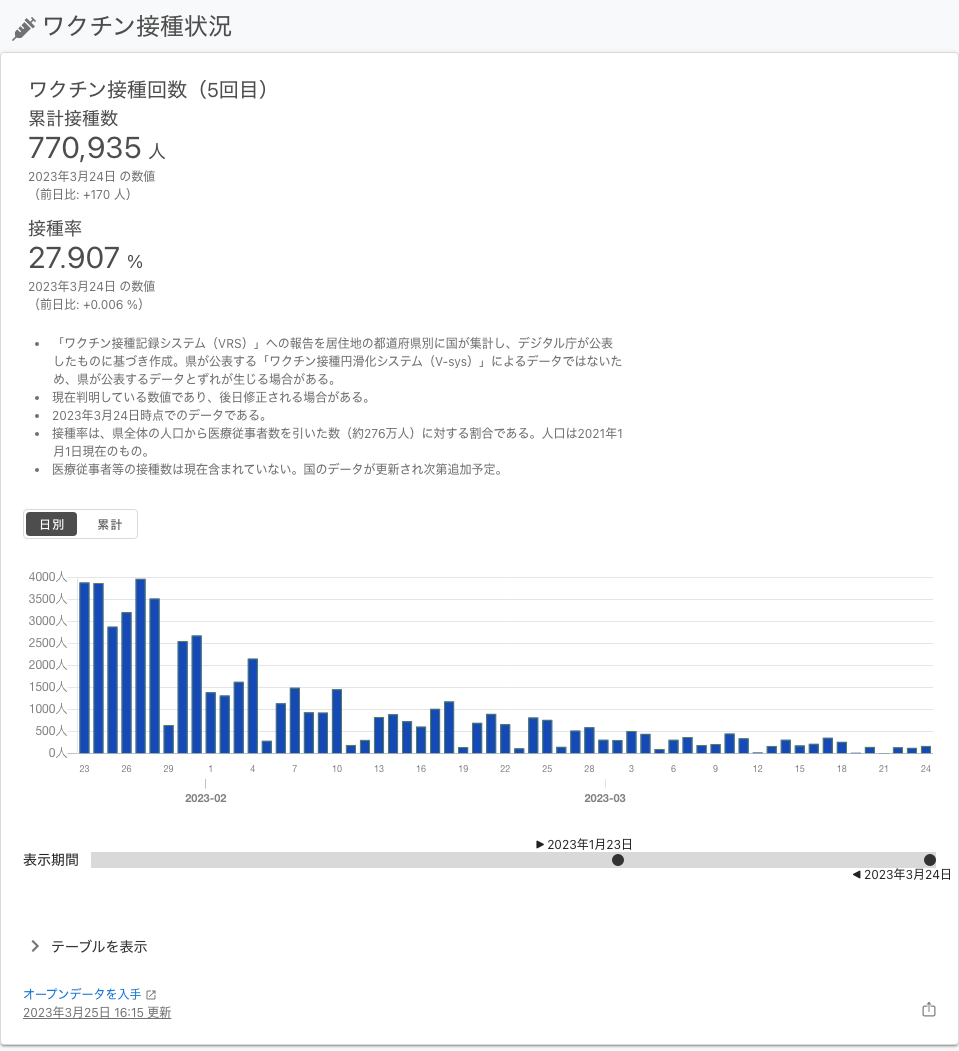 ワクチン接種状況
ワクチン接種回数（5回目）
累計接種数
770,935 人
2023年3月24日 の数値
（前日比: +170 人）
接種率
27.907 %
2023年3月24日 の数値
（前日比: +0.006 %）
• 「ワクチン接種記録システム（VRS）」への報告を居住地の都道府県別に国が集計し、デジタル庁が公表
したものに基づき作成。県が公表する「ワクチン接種円滑化システム（V-sys）」によるデータではないた
め、県が公表するデータとずれが生じる場合がある。
• 現在判明している数値であり、後日修正される場合がある。
• 2023年3月24日時点でのデータである。
• 接種率は、県全体の人口から医療従事者数を引いた数（約276万人）に対する割合である。人口は2021年1
月1日現在のもの。
• 医療従事者等の接種数は現在含まれていない。国のデータが更新され次第追加予定。
日別 累計
4000人
3500人
3000人
2500人
2000人
1500人
1000人
500人
0人
23 26 29 1 4 7 10 13 16 19 22 25 28 3 6 9 12 15 18 21 24
2023-02 2023-03
▶ 2023年1月23日
表示期間
◀ 2023年3月24日
テーブルを表示
オープンデータを入手
2023年3月25日 16:15 更新